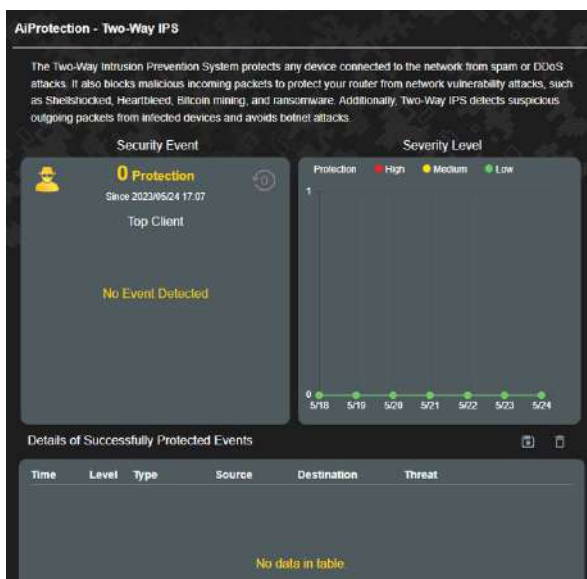 AiProtection - Two-Way IPS
The Two-Way Intrusion Prevention System protects any device connected to the network from spam or DDoS
attacks. It also blocks malicious incoming packets to protect your router from network vulnerability attacks, such
as Shellshocked, Heartbleed, Bitcoin mining, and ransomware. Additionally, Two-Way IPS detects suspicious
outgoing packets from infected devices and avoids botnet attacks.
Security Event
Severity Level
0 Protection
Since 2023/05/24 17:07
Top Client
No Event Detected
Protection High Medium Low
1
0
5/18 5/19 5/20 5/21 5/22 5/23 5/24
Details of Successfully Protected Events
Time Level Type Source Destination Threat
No data in table.